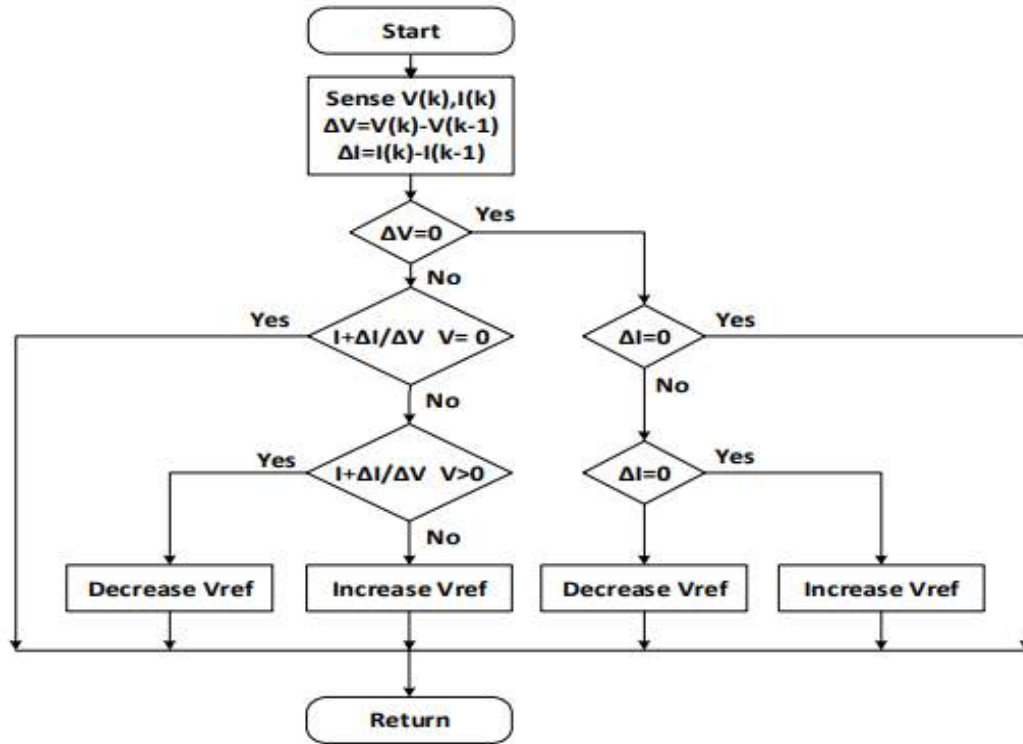 Start
Sense V(k),I(k)
ΔV=V(k)-V(k-1)
ΔI=I(k)-I(k-1)
Yes
ΔV=0
No
Yes
I+ΔI/ΔV V= 0
ΔI=0
Yes
No
No
Yes
I+ΔI/ΔV V>0
ΔI=0
Yes
No
Decrease Vref
Increase Vref
Decrease Vref
Increase Vref
Return